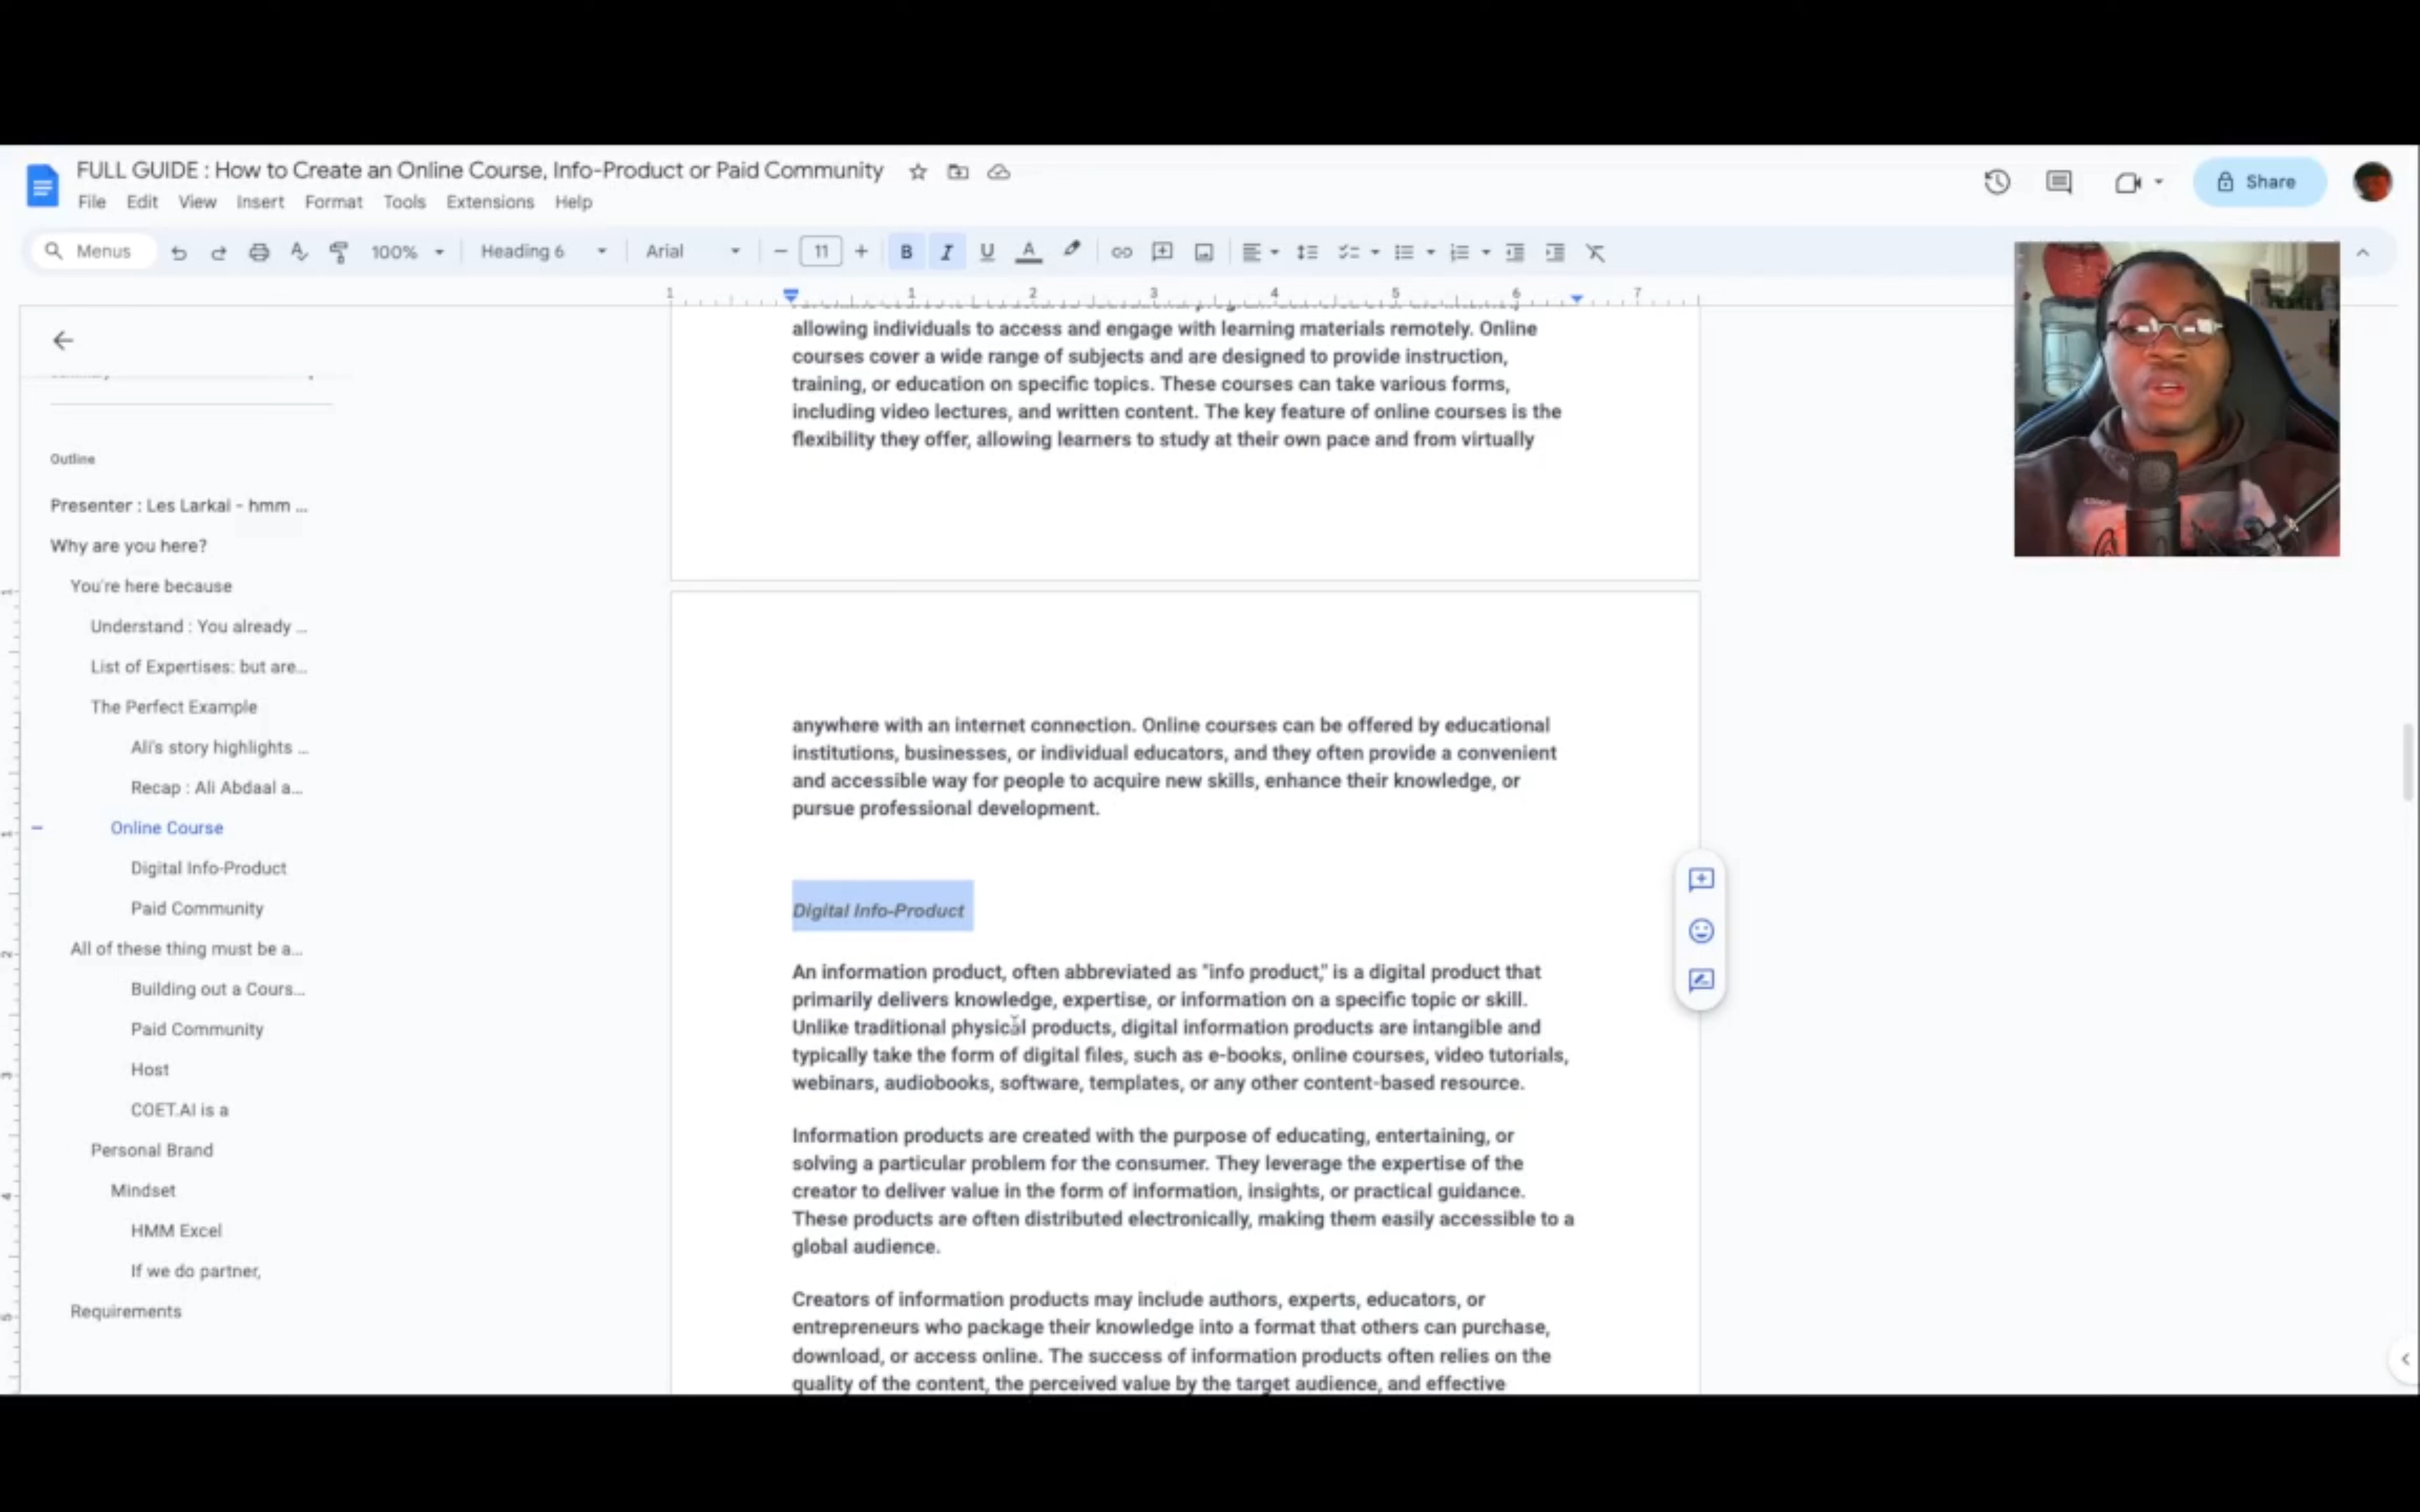 FULL GUIDE : How to Create an Online Course, Info-Product or Paid Community
File Edit View Insert Format Tools Extensions Help
Share
Menus 100% Heading 6 Arial 11 B I U A
1 1 2 3 4 5 6 7
Outline
Presenter : Les Larkai - hmm ...
Why are you here?
You're here because
Understand : You already ...
List of Expertises: but are...
The Perfect Example
Ali's story highlights ...
Recap : Ali Abdaal a...
Online Course
Digital Info-Product
Paid Community
All of these thing must be a...
Building out a Cours...
Paid Community
Host
COET.AI is a
Personal Brand
Mindset
HMM Excel
If we do partner,
Requirements
allowing individuals to access and engage with learning materials remotely. Online
courses cover a wide range of subjects and are designed to provide instruction,
training, or education on specific topics. These courses can take various forms,
including video lectures, and written content. The key feature of online courses is the
flexibility they offer, allowing learners to study at their own pace and from virtually
anywhere with an internet connection. Online courses can be offered by educational
institutions, businesses, or individual educators, and they often provide a convenient
and accessible way for people to acquire new skills, enhance their knowledge, or
pursue professional development.
Digital Info-Product
An information product, often abbreviated as "info product," is a digital product that
primarily delivers knowledge, expertise, or information on a specific topic or skill.
Unlike traditional physical products, digital information products are intangible and
typically take the form of digital files, such as e-books, online courses, video tutorials,
webinars, audiobooks, software, templates, or any other content-based resource.
Information products are created with the purpose of educating, entertaining, or
solving a particular problem for the consumer. They leverage the expertise of the
creator to deliver value in the form of information, insights, or practical guidance.
These products are often distributed electronically, making them easily accessible to a
global audience.
Creators of information products may include authors, experts, educators, or
entrepreneurs who package their knowledge into a format that others can purchase,
download, or access online. The success of information products often relies on the
quality of the content, the perceived value by the target audience, and effective